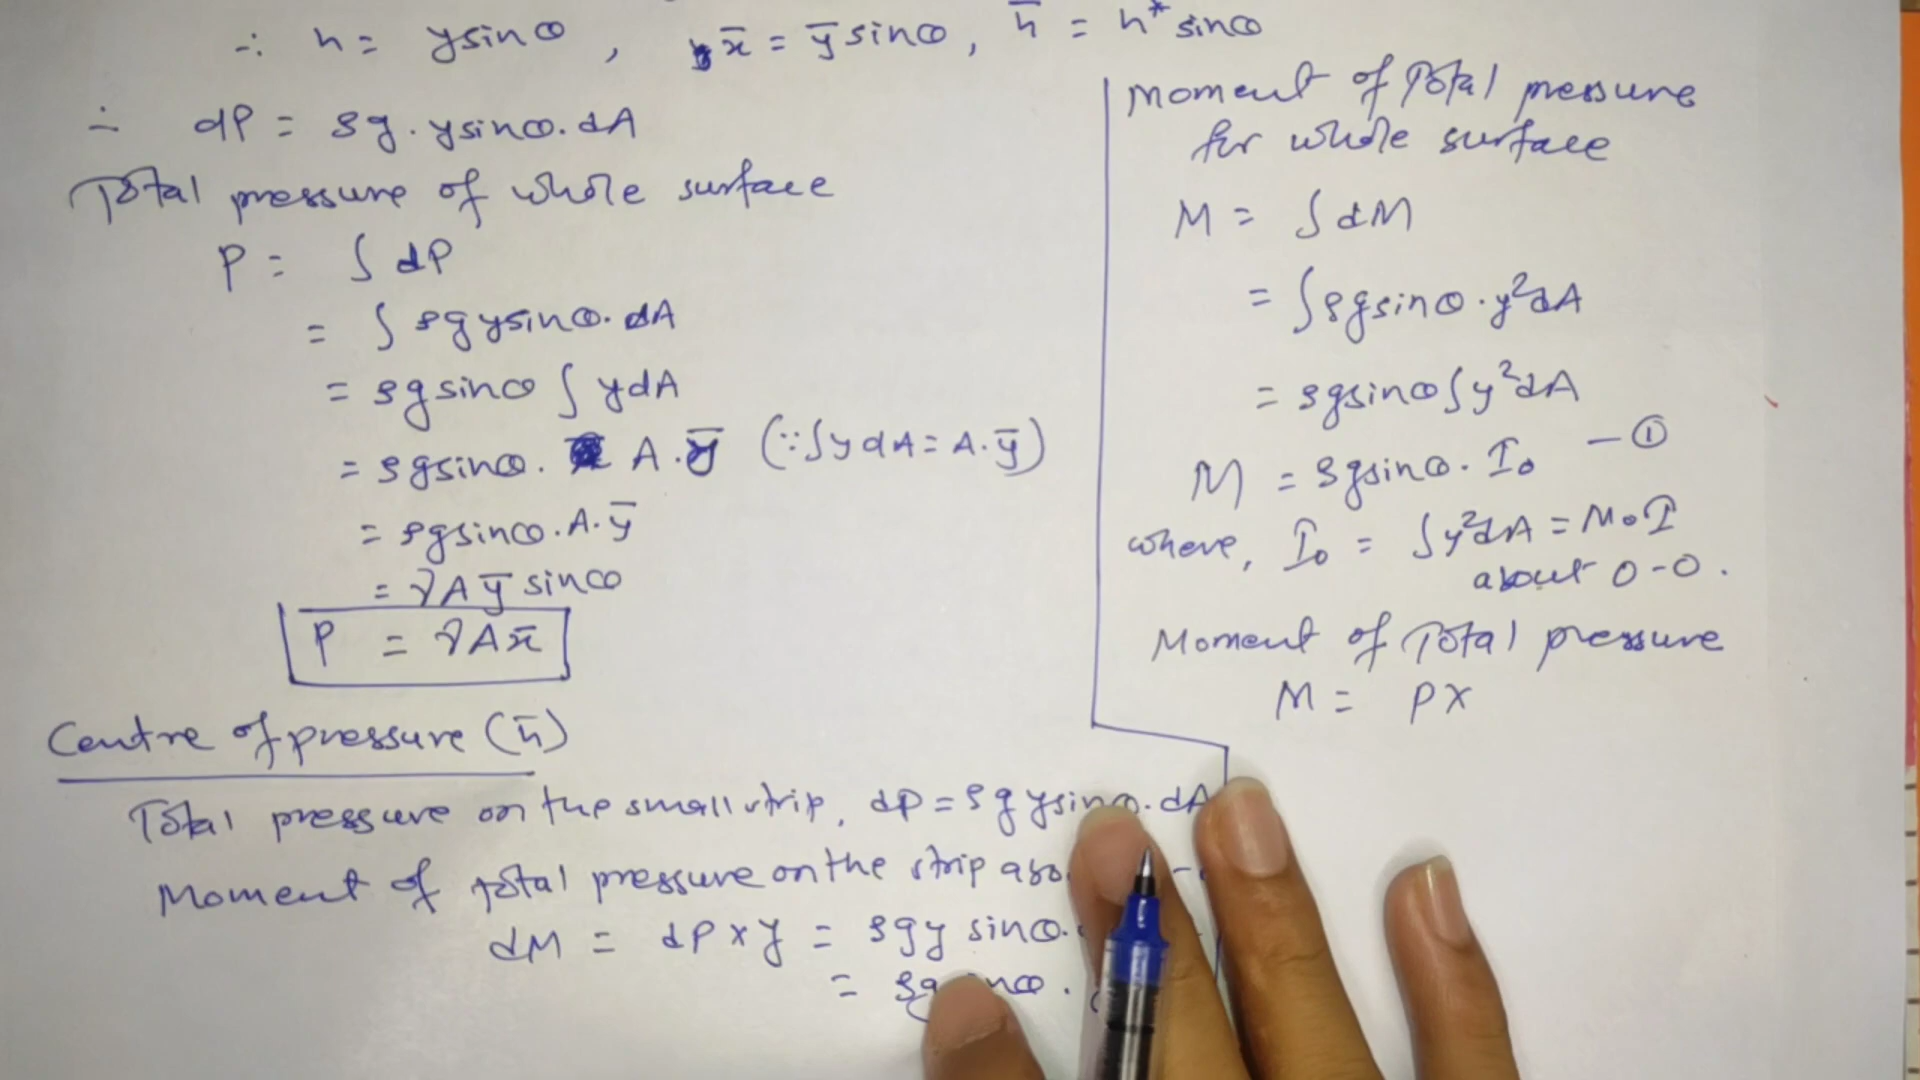 ∴ h = y sinθ , x̄ = ȳ sinθ , h̄ = h* sinθ
∴ dP = ρg. y sinθ. dA
Total pressure of whole surface
P = ∫ dP
= ∫ ρg y sinθ. dA
= ρg sinθ ∫ y dA
= ρg sinθ. A.ȳ (∵ ∫ y dA = A.ȳ)
= ρg sinθ. A. ȳ
= γ A ȳ sinθ
P = γ A x̄
Centre of pressure (h̄)
Total pressure on the small strip, dP = ρg y sinθ. dA
Moment of total pressure on the strip
dM = dP x y = ρg y sinθ.
=
Moment of Total pressure
for whole surface
M = ∫ dM
= ∫ ρg sinθ. y² dA
= ρg sinθ ∫ y² dA
M = ρg sinθ. I₀ — ①
where, I₀ = ∫ y² dA = M.O.I
about O-O.
Moment of Total pressure
M = P X